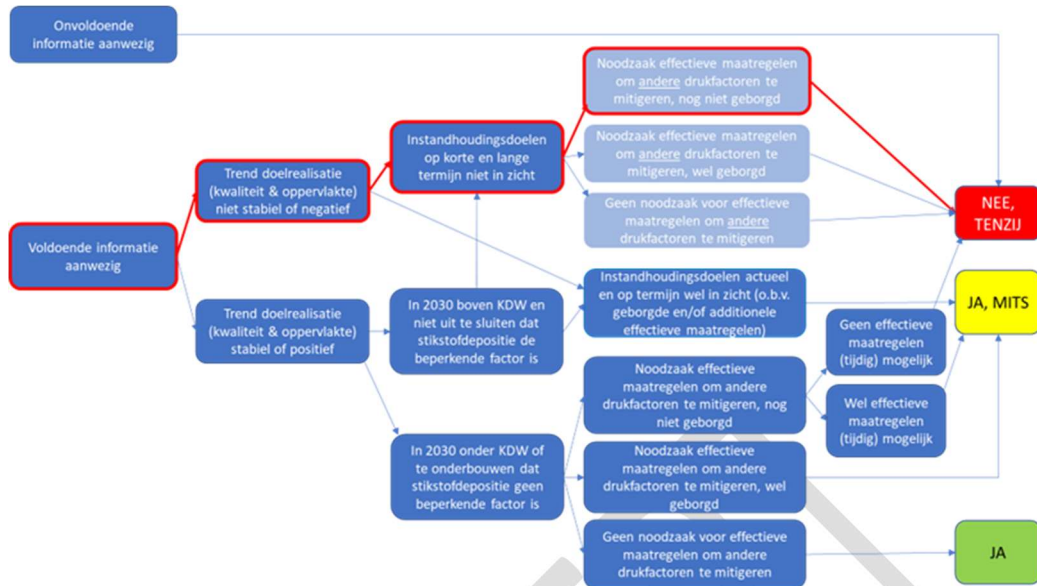 Onvoldoende
informatie aanwezig
Noodzaak effectieve maatregelen
om andere drukfactoren te
mitigeren, nog niet geborgd
Instandhoudingsdoelen
op korte en lange
termijn niet in zicht
Noodzaak effectieve maatregelen
om andere drukfactoren te
mitigeren, wel geborgd
Trend doelrealisatie
(kwaliteit & oppervlakte)
niet stabiel of negatief
Geen noodzaak voor effectieve
maatregelen om andere
drukfactoren te mitigeren
NEE,
TENZIJ
Voldoende informatie
aanwezig
Trend doelrealisatie
(kwaliteit & oppervlakte)
stabiel of positief
In 2030 boven KDW en
niet uit te sluiten dat
stikstofdepositie de
beperkende factor is
Instandhoudingsdoelen actueel
en op termijn wel in zicht (o.b.v.
geborgde en/of additionele
effectieve maatregelen)
JA, MITS
Geen effectieve
maatregelen
(tijdig) mogelijk
Noodzaak effectieve
maatregelen om andere
drukfactoren te mitigeren, nog
niet geborgd
Wel effectieve
maatregelen
(tijdig) mogelijk
In 2030 onder KDW of
te onderbouwen dat
stikstofdepositie geen
beperkende factor is
Noodzaak effectieve
maatregelen om andere
drukfactoren te mitigeren, wel
geborgd
Geen noodzaak voor effectieve
maatregelen om andere
drukfactoren te mitigeren
JA